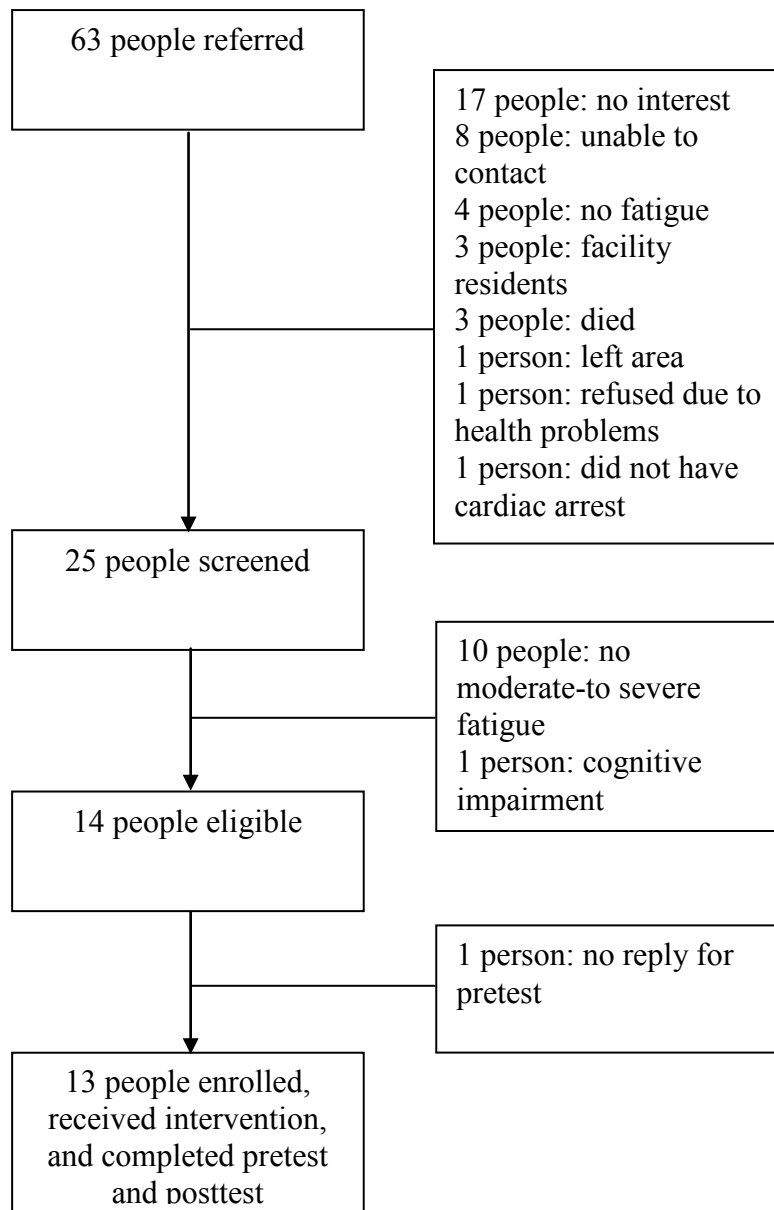 63 people referred
17 people: no interest
8 people: unable to
contact
4 people: no fatigue
3 people: facility
residents
3 people: died
1 person: left area
1 person: refused due to
health problems
1 person: did not have
cardiac arrest
25 people screened
10 people: no
moderate-to severe
fatigue
1 person: cognitive
impairment
14 people eligible
1 person: no reply for
pretest
13 people enrolled,
received intervention,
and completed pretest
and posttest